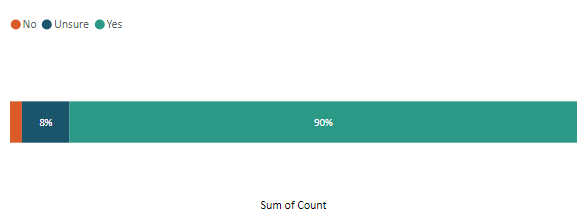 No Unsure Yes
8% 90%
Sum of Count